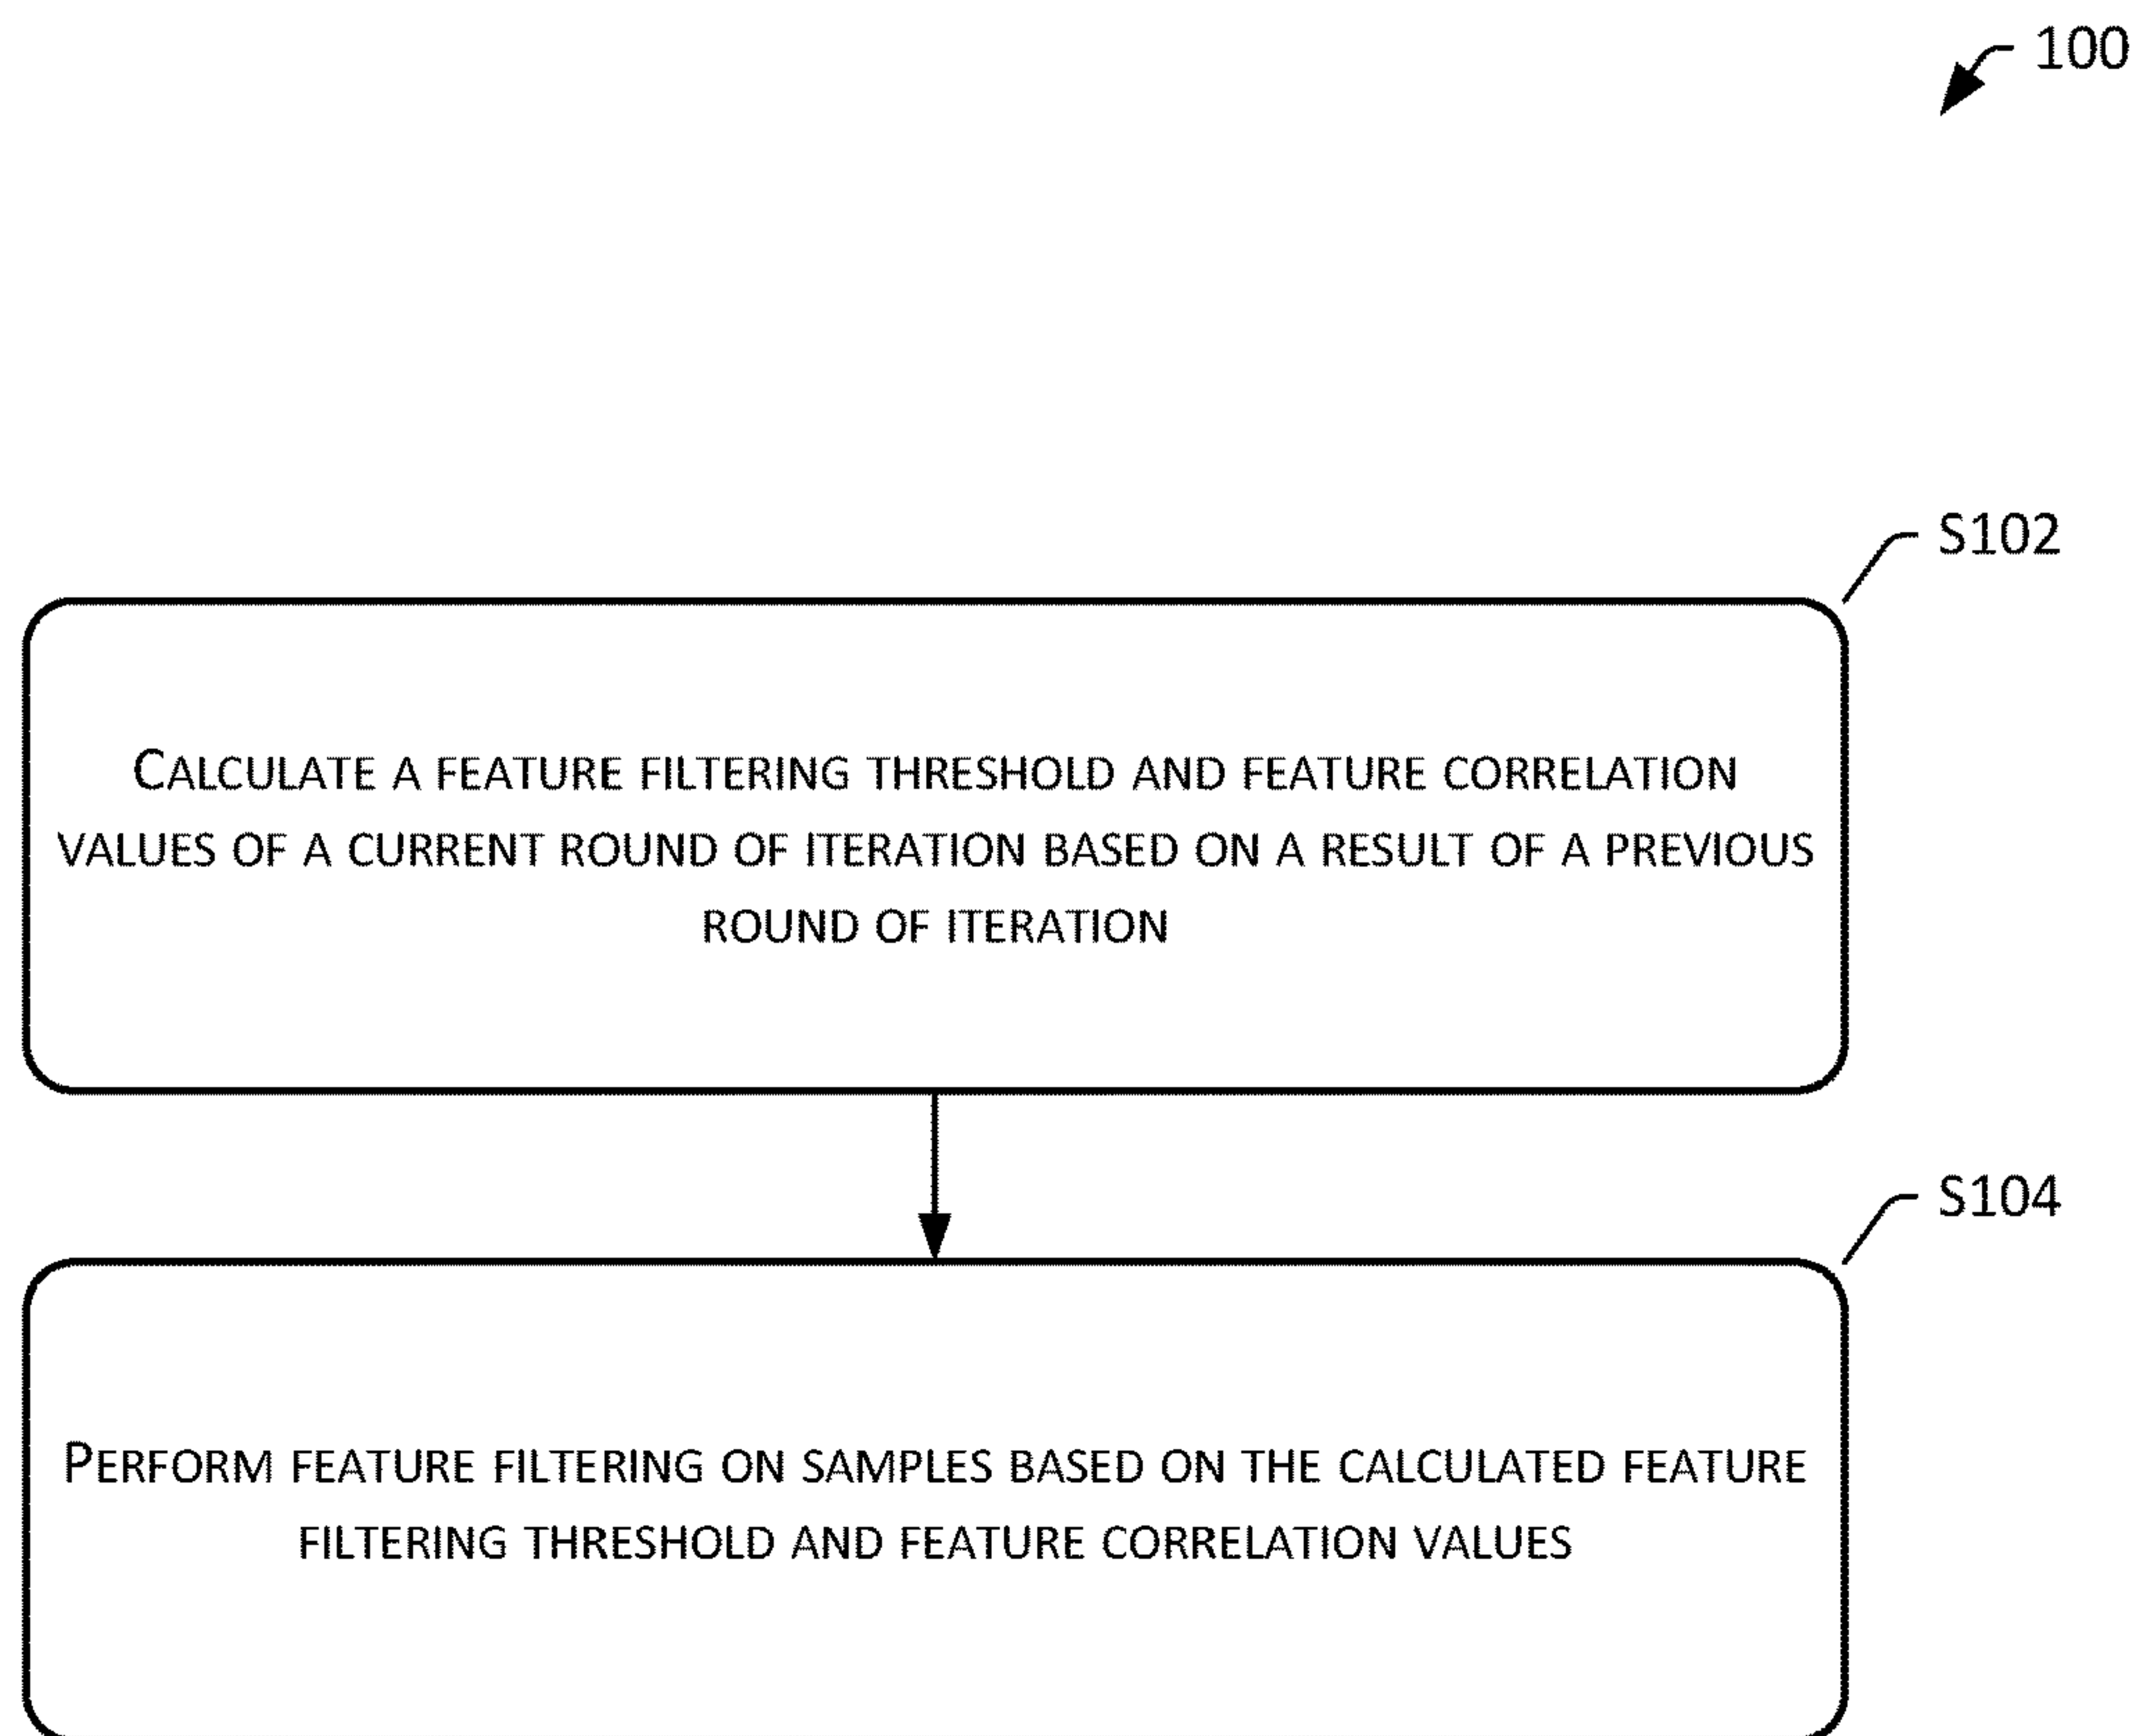 100
S102
CALCULATE A FEATURE FILTERING THRESHOLD AND FEATURE CORRELATION
VALUES OF A CURRENT ROUND OF ITERATION BASED ON A RESULT OF A PREVIOUS
ROUND OF ITERATION
S104
PERFORM FEATURE FILTERING ON SAMPLES BASED ON THE CALCULATED FEATURE
FILTERING THRESHOLD AND FEATURE CORRELATION VALUES